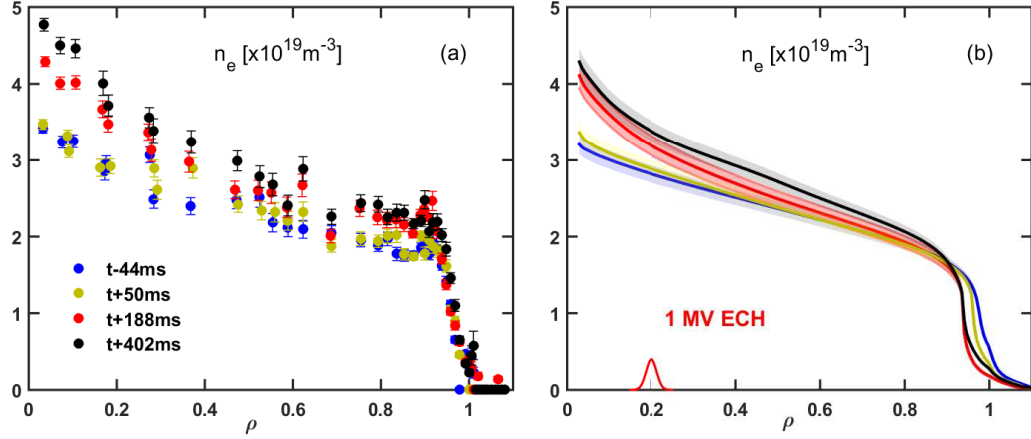 n_e [x10^19 m^-3] (a)
5
4
3
2
1
0
t-44ms
t+50ms
t+188ms
t+402ms
0 0.2 0.4 0.6 0.8 1
ρ
n_e [x10^19 m^-3] (b)
5
4
3
2
1
0
1 MV ECH
0 0.2 0.4 0.6 0.8 1
ρ